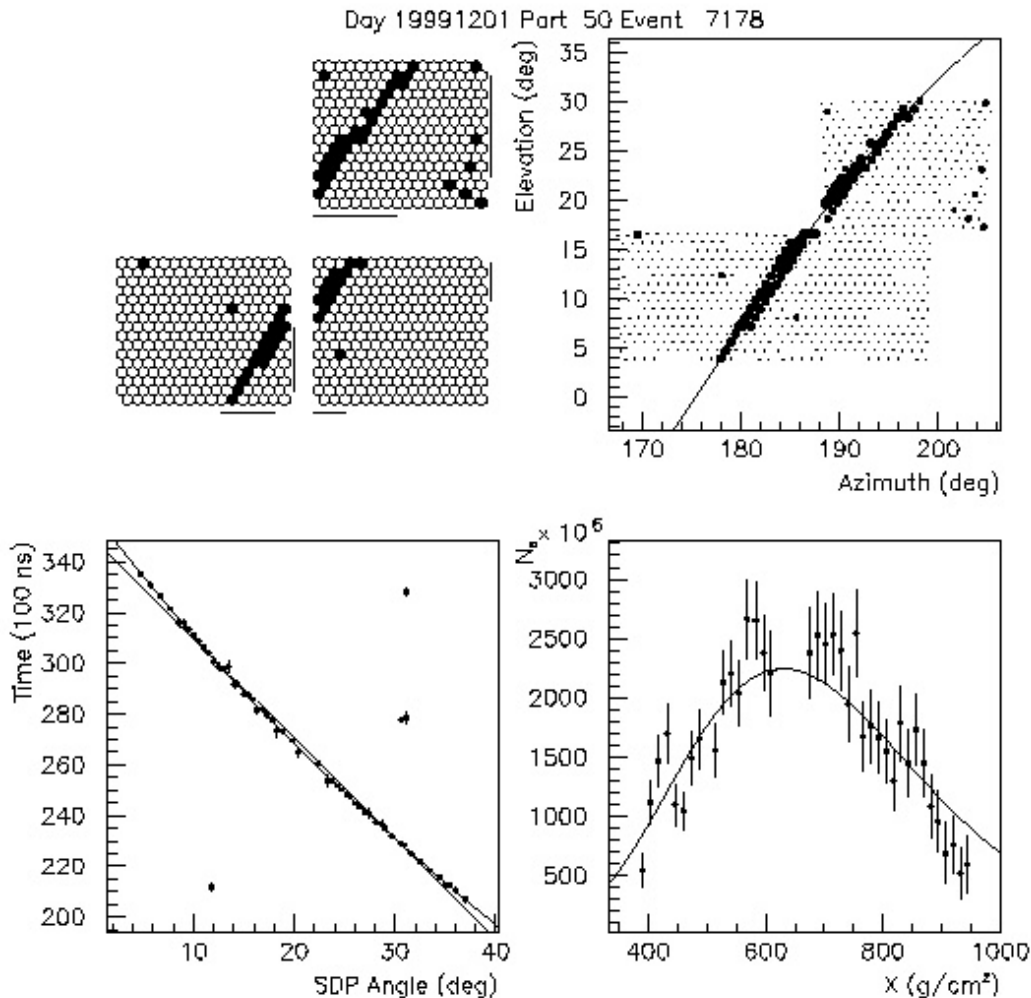 Day 19991201 Part 50 Event 7178
Elevation (deg)
35
30
25
20
15
10
5
0
170 180 190 200
Azimuth (deg)
Time (100 ns)
340
320
300
280
260
240
220
200
10 20 30 40
SDP Angle (deg)
Nₑ x 10⁶
3000
2500
2000
1500
1000
500
400 600 800 1000
X (g/cm²)